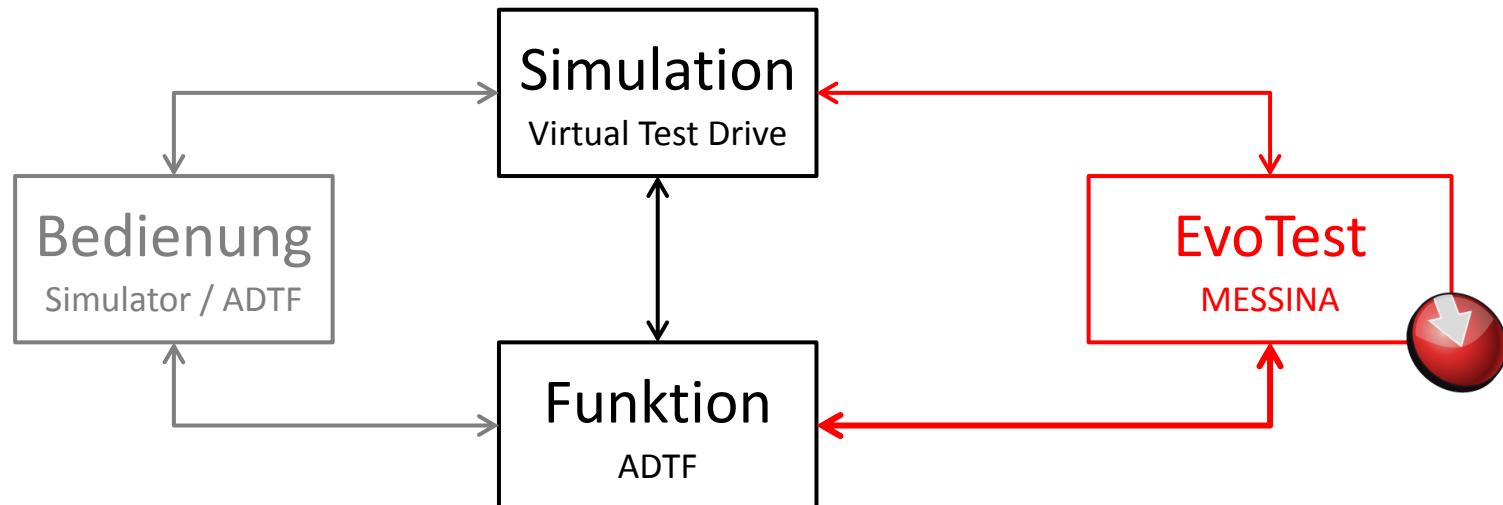 Simulation
Virtual Test Drive
Bedienung
Simulator / ADTF
EvoTest
MESSINA
Funktion
ADTF